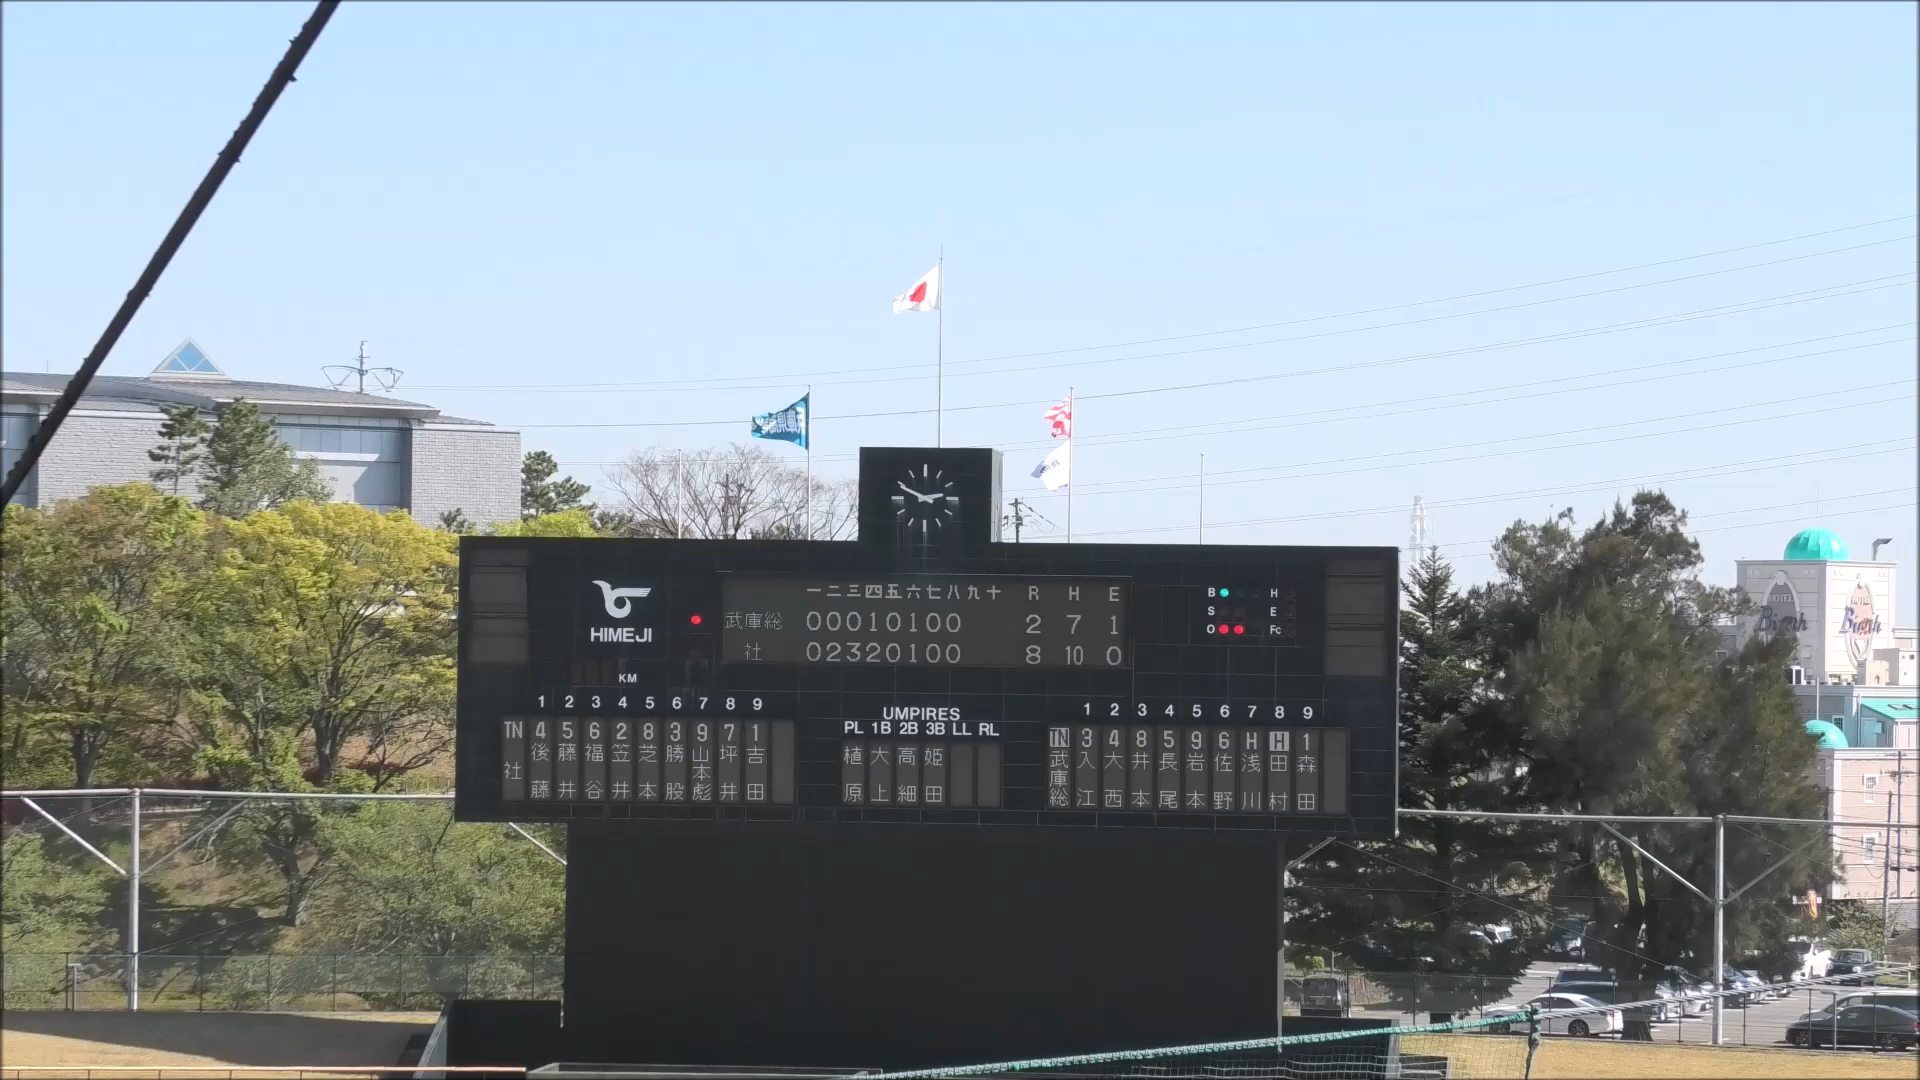 兵庫県高野
HIMEJI
KM
一二三四五六七八九十 R H E
武庫総 00010100 2 7 1
社 02320100 8 10 0
B H
S E
O Fc
1 2 3 4 5 6 7 8 9
TN 4 5 6 2 8 3 9 7 1
社 後藤 藤井 福谷 笠井 芝本 勝股 山本彪 坪井 吉田
UMPIRES
PL 1B 2B 3B LL RL
植原 大上 高細 姫田
1 2 3 4 5 6 7 8 9
TN 3 4 8 5 9 6 H H 1
武庫総 入江 大西 井本 長尾 岩本 佐野 浅川 田村 森田